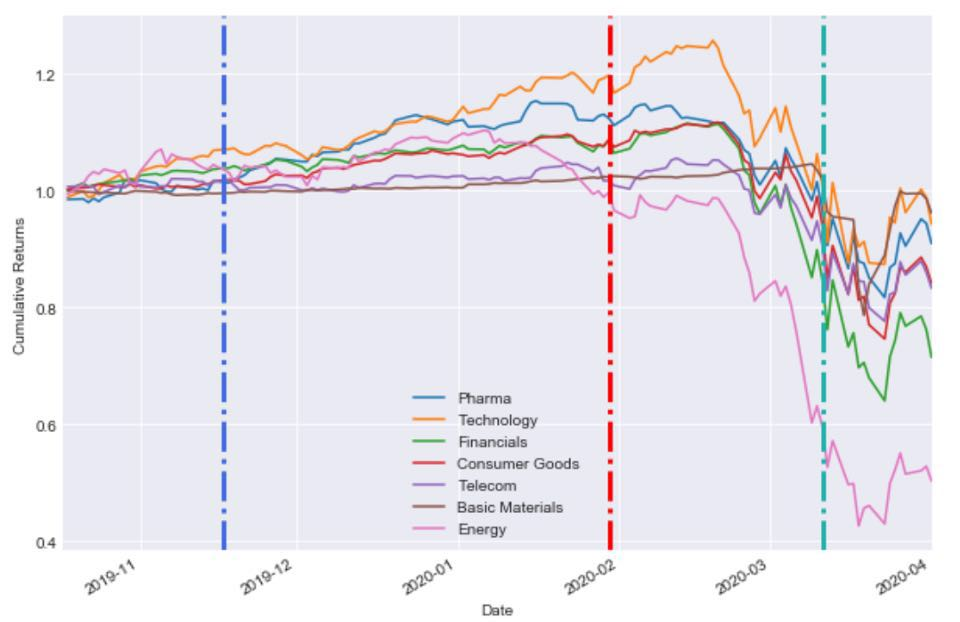 Cumulative Returns
1.2
1.0
0.8
0.6
0.4
Pharma
Technology
Financials
Consumer Goods
Telecom
Basic Materials
Energy
2019-11
2019-12
2020-01
2020-02
2020-03
2020-04
Date